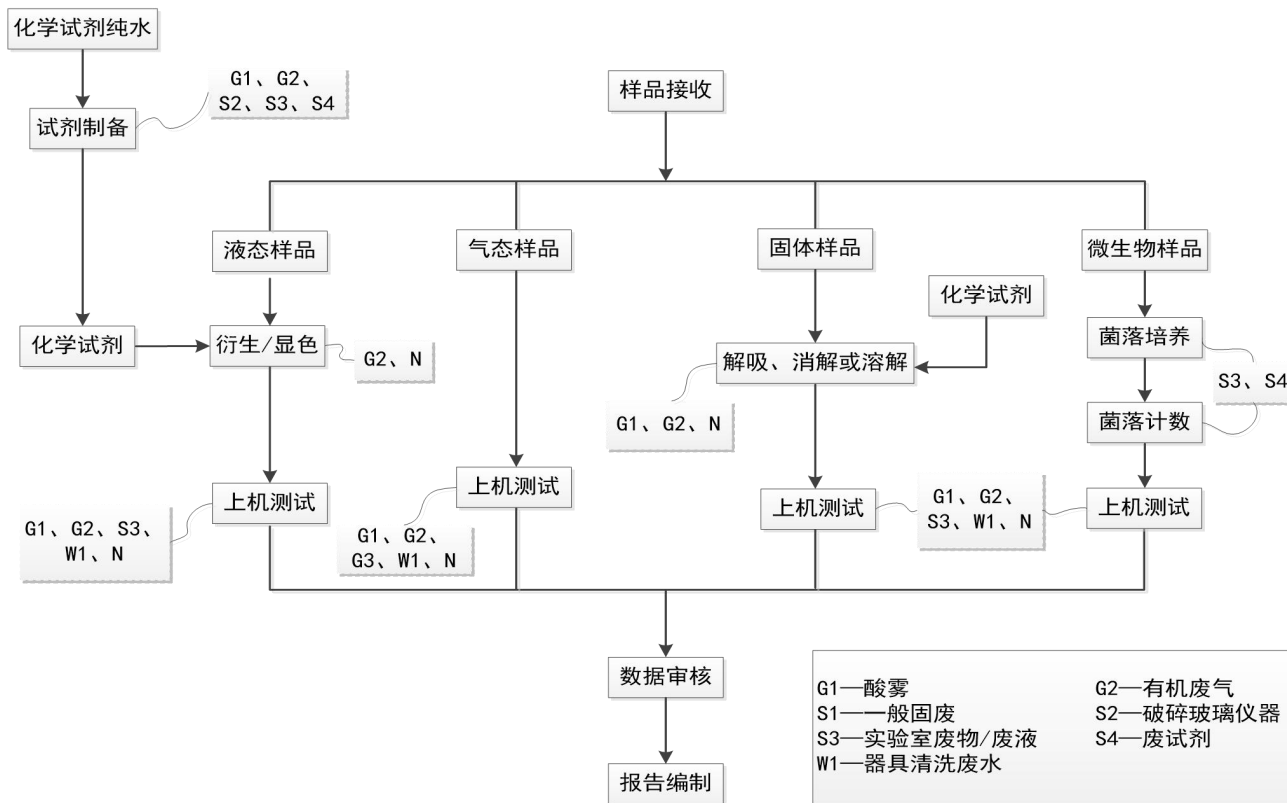 化学试剂纯水
G1、G2、
S2、S3、S4
样品接收
试剂制备
液态样品
气态样品
固体样品
微生物样品
化学试剂
化学试剂
衍生/显色
G2、N
解吸、消解或溶解
菌落培养
S3、S4
G1、G2、N
菌落计数
上机测试
上机测试
上机测试
上机测试
G1、G2、S3、
W1、N
G1、G2、
G3、W1、N
G1、G2、
S3、W1、N
数据审核
报告编制
G1—酸雾
G2—有机废气
S1—一般固废
S2—破碎玻璃仪器
S3—实验室废物/废液
S4—废试剂
W1—器具清洗废水